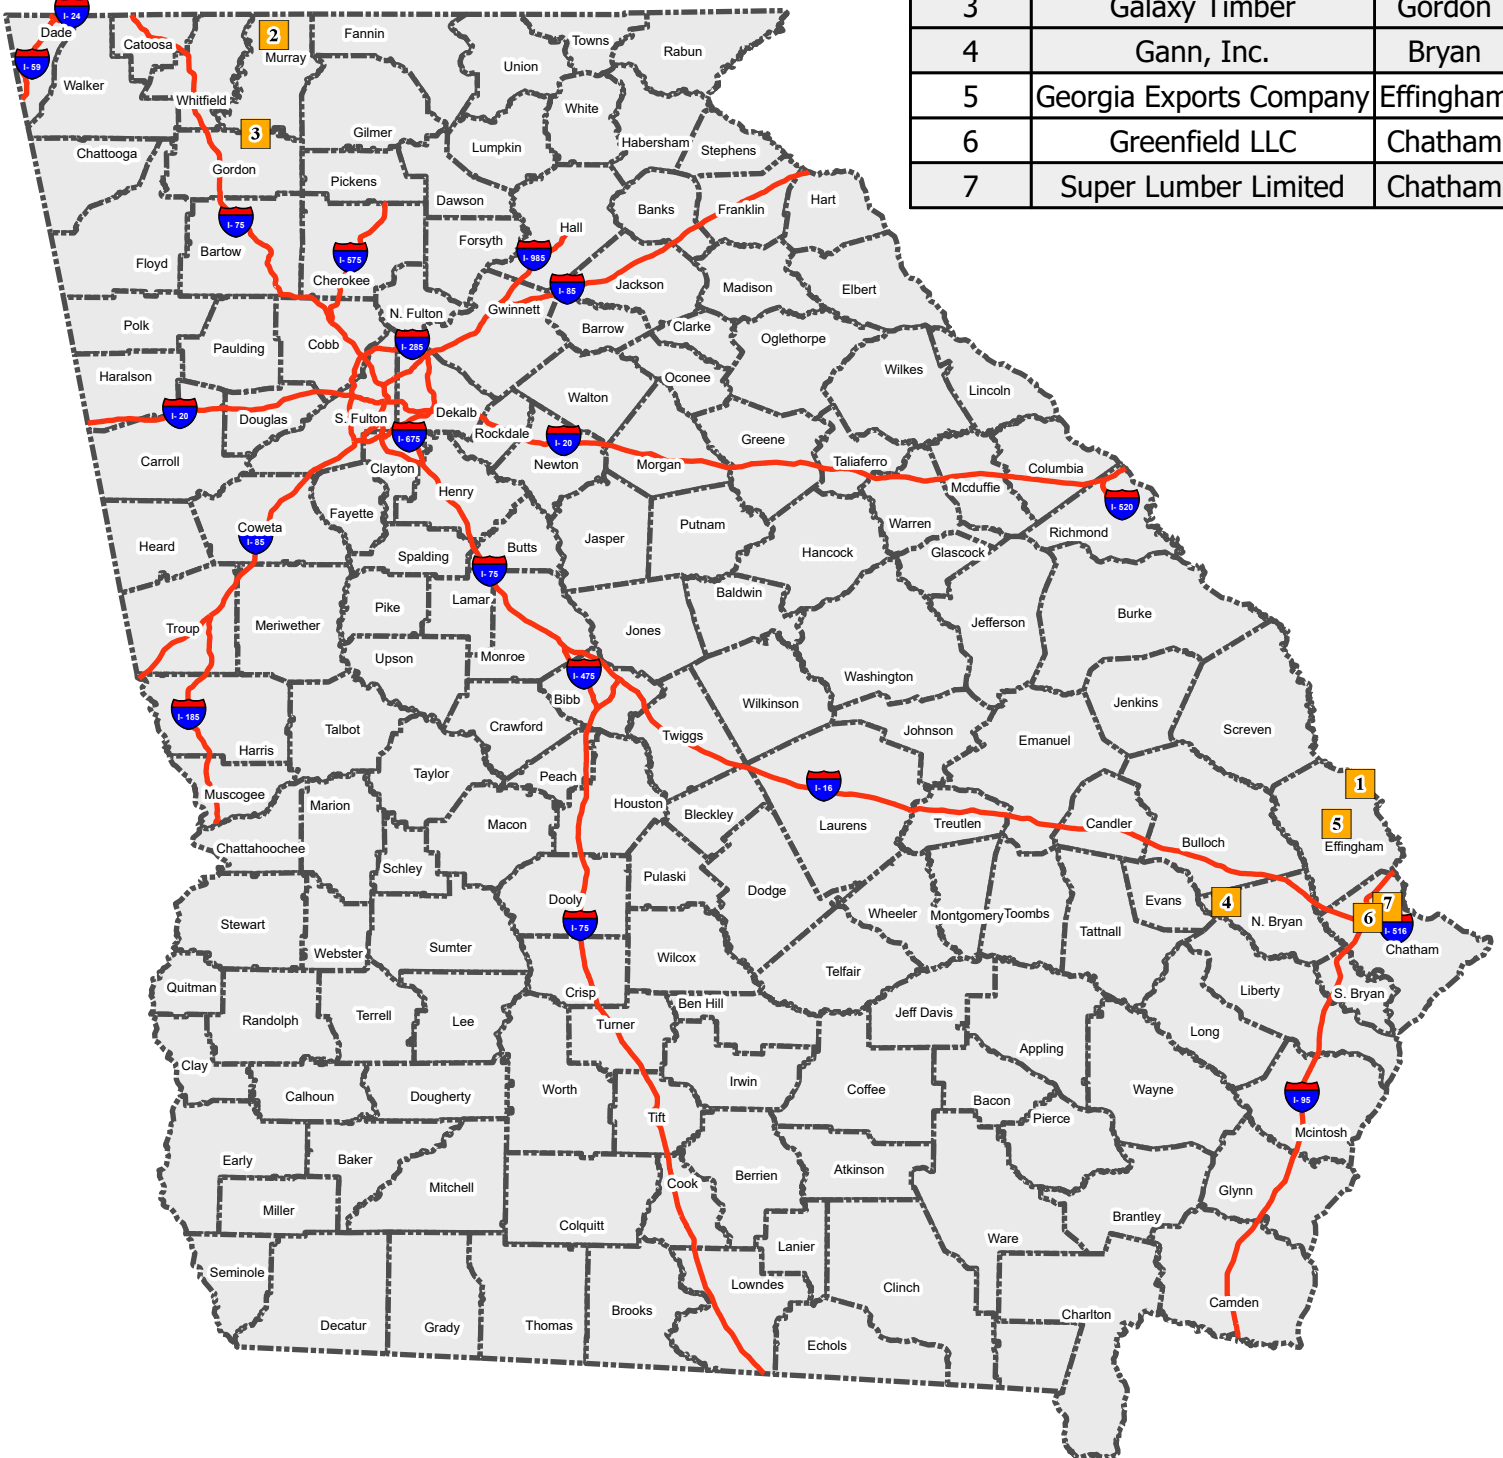 3 Galaxy Timber Gordon
4 Gann, Inc. Bryan
5 Georgia Exports Company Effingham
6 Greenfield LLC Chatham
7 Super Lumber Limited Chatham
I- 24
Dade
Catoosa
2
Murray
Fannin
Towns
Rabun
I- 59
Walker
Union
Whitfield
White
3
Gilmer
Chattooga
Lumpkin
Habersham
Stephens
Gordon
Pickens
Dawson
Banks
Franklin
Hart
I- 75
Bartow
Forsyth
Hall
I- 985
I- 575
Floyd
Cherokee
I- 85
Jackson
Madison
Elbert
N. Fulton
Gwinnett
Polk
Barrow
Clarke
Oglethorpe
Paulding
Cobb
I- 285
Haralson
Oconee
Wilkes
Lincoln
Walton
I- 20
Douglas
S. Fulton
Dekalb
Rockdale
I- 675
I- 20
Greene
Carroll
Clayton
Newton
Morgan
Taliaferro
Columbia
Henry
Mcduffie
I- 520
Coweta
Fayette
I- 85
Putnam
Warren
Richmond
Heard
Spalding
Butts
Jasper
Hancock
Glascock
I- 75
Pike
Lamar
Baldwin
Troup
Meriwether
Jones
Jefferson
Burke
Upson
Monroe
I- 475
Washington
Bibb
Wilkinson
Jenkins
I- 185
Talbot
Crawford
Twiggs
Johnson
Emanuel
Screven
Harris
Taylor
Peach
I- 16
1
Muscogee
Marion
Houston
Bleckley
Macon
Laurens
Treutlen
Candler
5
Bulloch
Effingham
Chattahoochee
Schley
Pulaski
Dodge
Dooly
Evans
4
7
6
Stewart
I- 75
Wheeler
Montgomery
Toombs
Tattnall
N. Bryan
I- 516
Sumter
Webster
Wilcox
Chatham
Telfair
Quitman
Crisp
Ben Hill
Liberty
S. Bryan
Randolph
Terrell
Lee
Turner
Jeff Davis
Long
Clay
Appling
Calhoun
Dougherty
Worth
Irwin
Coffee
Bacon
Wayne
I- 95
Tift
Pierce
Mcintosh
Early
Baker
Berrien
Atkinson
Mitchell
Cook
Glynn
Miller
Colquitt
Brantley
Lanier
Ware
Seminole
Lowndes
Clinch
Camden
Decatur
Grady
Thomas
Brooks
Charlton
Echols